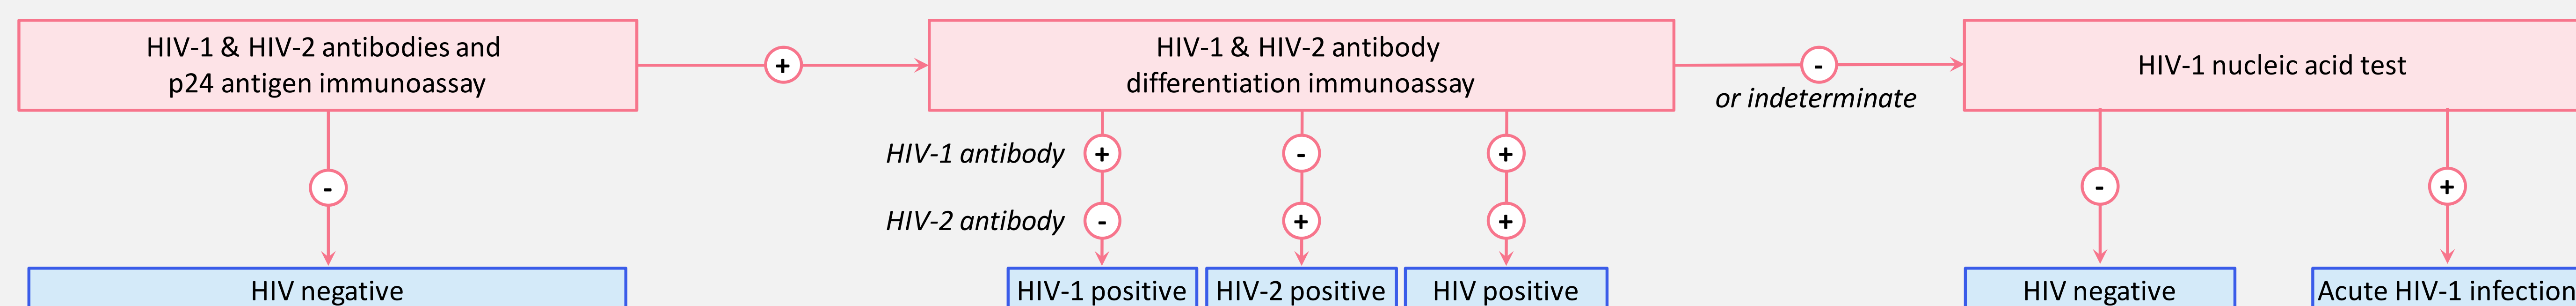 HIV-1 & HIV-2 antibodies and
p24 antigen immunoassay
+
HIV-1 & HIV-2 antibody
differentiation immunoassay
-
or indeterminate
HIV-1 nucleic acid test
HIV-1 antibody + - +
- - +
HIV-2 antibody - + +
HIV negative
HIV-1 positive
HIV-2 positive
HIV positive
HIV negative
Acute HIV-1 infection